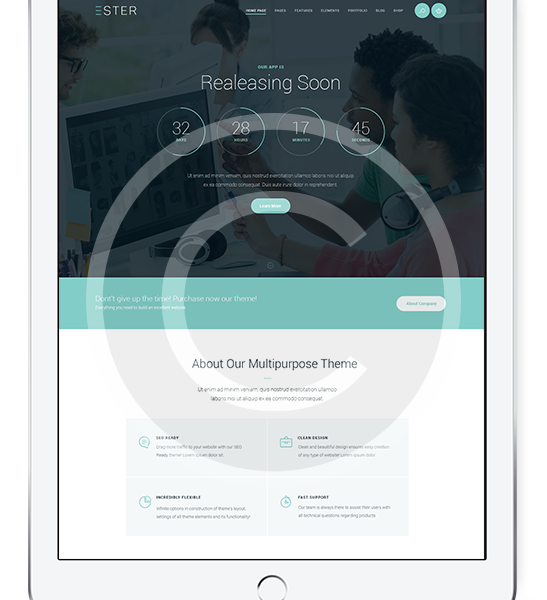 ESTER
HOME PAGE PAGES FEATURES ELEMENTS PORTFOLIO BLOG SHOP
OUR APP IS
Realeasing Soon
32 28 17 45
DAYS HOURS MINUTES SECONDS
Ut enim ad minim veniam, quis nostrud exercitation ullamco laboris nisi ut aliquip
ex ea commodo consequat. Duis aute irure dolor in reprehenderit.
Learn More
Dont't give up the time! Purchase now our theme!
Everything you need to build an excellent website
About Company
About Our Multipurpose Theme
Ut enim ad minim veniam, quis nostrud exercitation ullamco
laboris nisi ut aliquip ex ea commodo consequat.
SEO READY
Drag more traffic to your website with our SEO
Ready theme! Lorem ipsum dolor sit.
CLEAN DESIGN
Clean and beautiful design ensures easy creation
of any type of website! Lorem ipsum dolor.
INCREDIBLY FLEXIBLE
Infinite options in construction of theme's layout,
settings of all theme elements and its functionality!
FAST SUPPORT
Our team is always there to assist their users with
all technical questions regarding products.